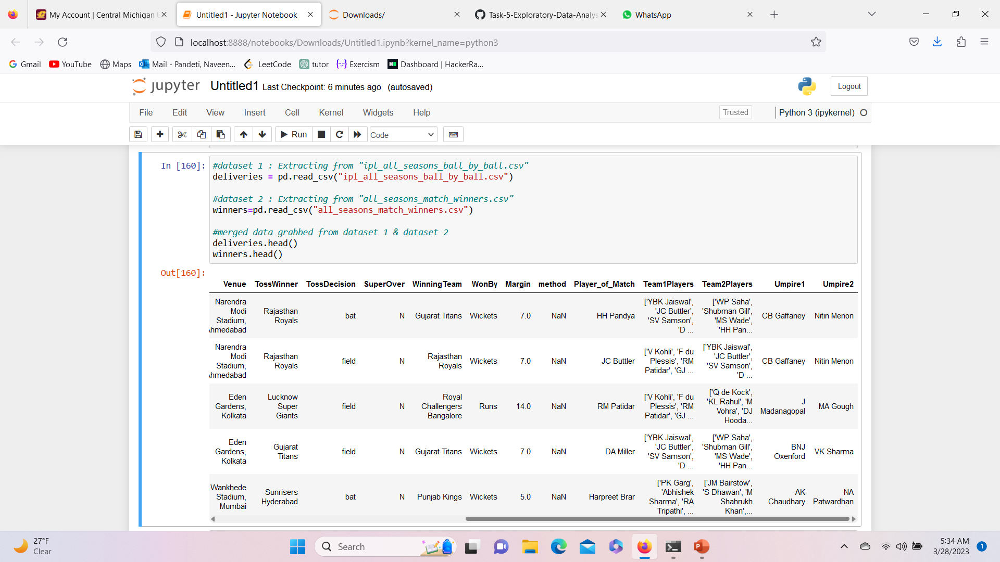 My Account | Central Michigan U
Untitled1 - Jupyter Notebook
Downloads/
Task-5-Exploratory-Data-Analys
WhatsApp
localhost:8888/notebooks/Downloads/Untitled1.ipynb?kernel_name=python3
Gmail
YouTube
Maps
Mail - Pandeti, Naveen...
LeetCode
tutor
Exercism
Dashboard | HackerRa...
jupyter Untitled1 Last Checkpoint: 6 minutes ago (autosaved)
Logout
File Edit View Insert Cell Kernel Widgets Help
Trusted
Python 3 (ipykernel)
Run
Code
In [160]:
#dataset 1 : Extracting from "ipl_all_seasons_ball_by_ball.csv"
deliveries = pd.read_csv("ipl_all_seasons_ball_by_ball.csv")
#dataset 2 : Extracting from "all_seasons_match_winners.csv"
winners=pd.read_csv("all_seasons_match_winners.csv")
#merged data grabbed from dataset 1 & dataset 2
deliveries.head()
winners.head()
Out[160]:
Venue TossWinner TossDecision SuperOver WinningTeam WonBy Margin method Player_of_Match Team1Players Team2Players Umpire1 Umpire2
Narendra
Modi
Stadium,
hmedabad
Rajasthan
Royals
bat
N
Gujarat Titans
Wickets
7.0
NaN
HH Pandya
['YBK Jaiswal',
'JC Buttler',
'SV Samson',
'D ...
['WP Saha',
'Shubman Gill',
'MS Wade',
'HH Pan...
CB Gaffaney
Nitin Menon
Narendra
Modi
Stadium,
hmedabad
Rajasthan
Royals
field
N
Rajasthan
Royals
Wickets
7.0
NaN
JC Buttler
['V Kohli', 'F du
Plessis', 'RM
Patidar', 'GJ ...
['YBK Jaiswal',
'JC Buttler',
'SV Samson',
'D ...
CB Gaffaney
Nitin Menon
Eden
Gardens,
Kolkata
Lucknow
Super
Giants
field
N
Royal
Challengers
Bangalore
Runs
14.0
NaN
RM Patidar
['V Kohli', 'F du
Plessis', 'RM
Patidar', 'GJ ...
['Q de Kock',
'KL Rahul', 'M
Vohra', 'DJ
Hooda...
J
Madanagopal
MA Gough
Eden
Gardens,
Kolkata
Gujarat
Titans
field
N
Gujarat Titans
Wickets
7.0
NaN
DA Miller
['YBK Jaiswal',
'JC Buttler',
'SV Samson',
'D ...
['WP Saha',
'Shubman Gill',
'MS Wade',
'HH Pan...
BNJ
Oxenford
VK Sharma
Wankhede
Stadium,
Mumbai
Sunrisers
Hyderabad
bat
N
Punjab Kings
Wickets
5.0
NaN
Harpreet Brar
['PK Garg',
'Abhishek
Sharma', 'RA
Tripathi', ...
['JM Bairstow',
'S Dhawan', 'M
Shahrukh
Khan',...
AK
Chaudhary
NA
Patwardhan
27°F
Clear
Search
5:34 AM
3/28/2023
1